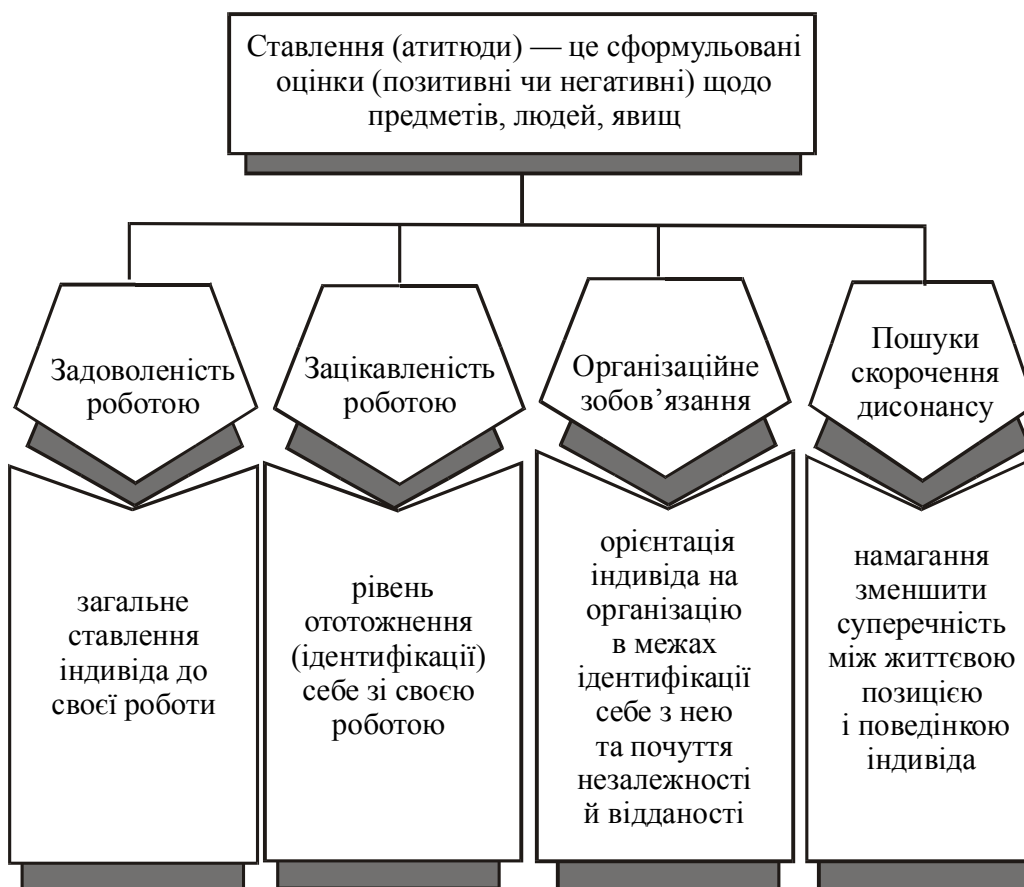 Ставлення (атитюди) — це сформульовані
оцінки (позитивні чи негативні) щодо
предметів, людей, явищ
Задоволеність
роботою
Зацікавленість
роботою
Організаційне
зобов’язання
Пошуки
скорочення
дисонансу
загальне
ставлення
індивіда до
своєї роботи
рівень
ототожнення
(ідентифікації)
себе зі своєю
роботою
орієнтація
індивіда на
організацію
в межах
ідентифікації
себе з нею
та почуття
незалежності
й відданості
намагання
зменшити
суперечність
між життєвою
позицією
і поведінкою
індивіда